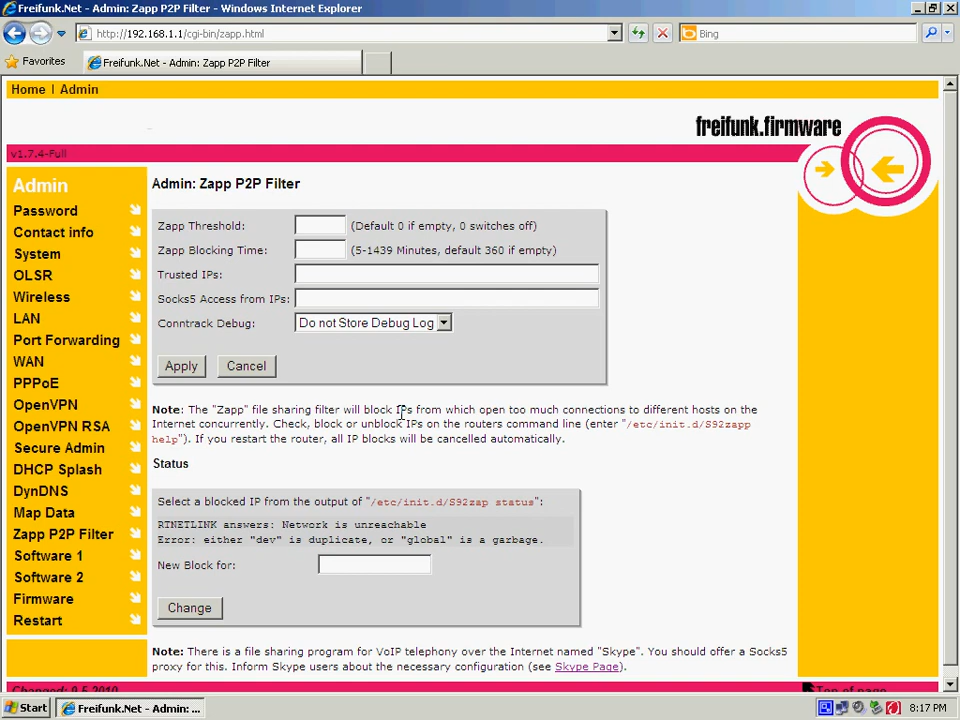 Freifunk.Net - Admin: Zapp P2P Filter - Windows Internet Explorer
http://192.168.1.1/cgi-bin/zapp.html
Bing
Favorites
Freifunk.Net - Admin: Zapp P2P Filter
Home | Admin
freifunk.firmware
v1.7.4-Full
Admin
Password
Contact info
System
OLSR
Wireless
LAN
Port Forwarding
WAN
PPPoE
OpenVPN
OpenVPN RSA
Secure Admin
DHCP Splash
DynDNS
Map Data
Zapp P2P Filter
Software 1
Software 2
Firmware
Restart
Admin: Zapp P2P Filter
Zapp Threshold: (Default 0 if empty, 0 switches off)
Zapp Blocking Time: (5-1439 Minutes, default 360 if empty)
Trusted IPs:
Socks5 Access from IPs:
Conntrack Debug: Do not Store Debug Log
Apply Cancel
Note: The "Zapp" file sharing filter will block IPs from which open too much connections to different hosts on the
Internet concurrently. Check, block or unblock IPs on the routers command line (enter "/etc/init.d/S92zapp
help"). If you restart the router, all IP blocks will be cancelled automatically.
Status
Select a blocked IP from the output of "/etc/init.d/S92zap status":
RTNETLINK answers: Network is unreachable
Error: either "dev" is duplicate, or "global" is a garbage.
New Block for:
Change
Note: There is a file sharing program for VoIP telephony over the Internet named "Skype". You should offer a Socks5
proxy for this. Inform Skype users about the necessary configuration (see Skype Page).
Changed: 9.5.2010
Top of page
Start
Freifunk.Net - Admin: ...
8:17 PM